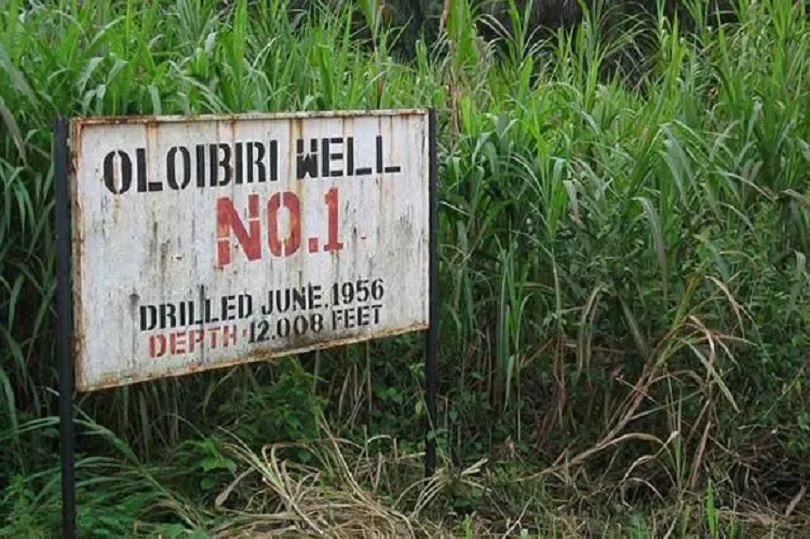 OLOIBIRI WELL
NO.1
DRILLED JUNE.1956
DEPTH 12.008 FEET